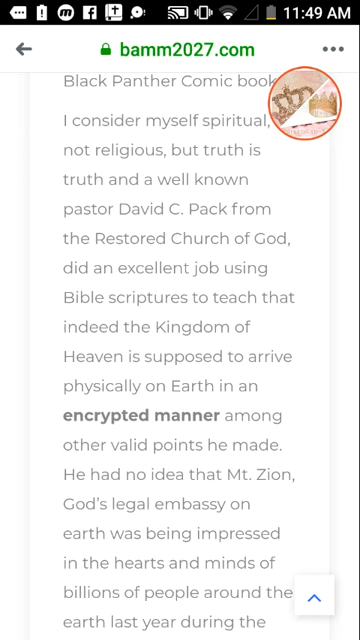 11:49 AM
bamm2027.com
Black Panther Comic book
I consider myself spiritual,
not religious, but truth is
truth and a well known
pastor David C. Pack from
the Restored Church of God,
did an excellent job using
Bible scriptures to teach that
indeed the Kingdom of
Heaven is supposed to arrive
physically on Earth in an
encrypted manner among
other valid points he made.
He had no idea that Mt. Zion,
God's legal embassy on
earth was being impressed
in the hearts and minds of
billions of people around the
earth last year during the